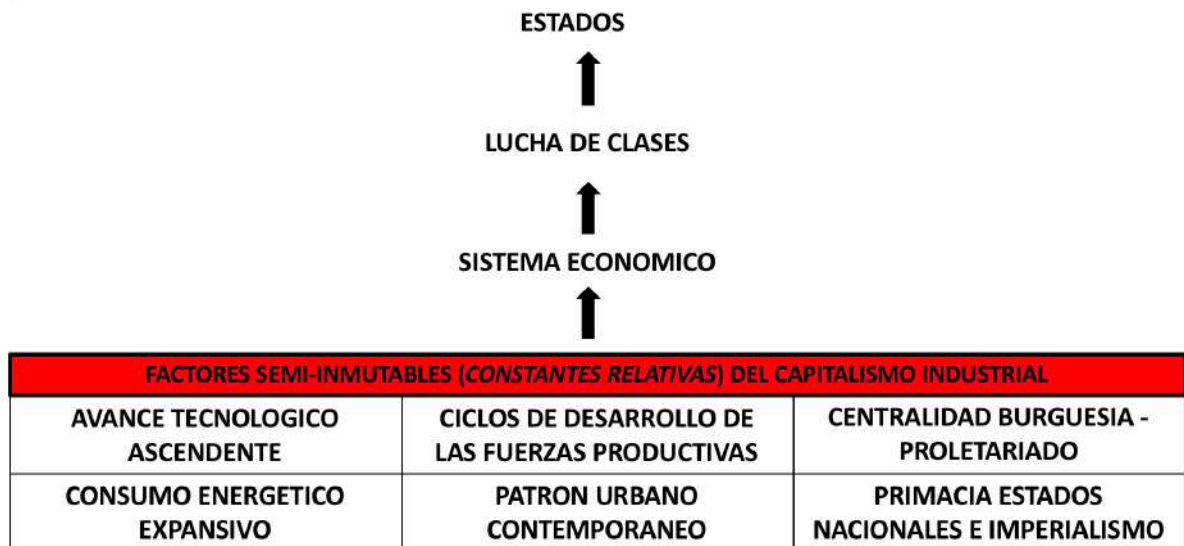 ESTADOS
LUCHA DE CLASES
SISTEMA ECONOMICO
FACTORES SEMI-INMUTABLES (CONSTANTES RELATIVAS) DEL CAPITALISMO INDUSTRIAL
AVANCE TECNOLOGICO
ASCENDENTE
CICLOS DE DESARROLLO DE
LAS FUERZAS PRODUCTIVAS
CENTRALIDAD BURGUESIA -
PROLETARIADO
CONSUMO ENERGETICO
EXPANSIVO
PATRON URBANO
CONTEMPORANEO
PRIMACIA ESTADOS
NACIONALES E IMPERIALISMO